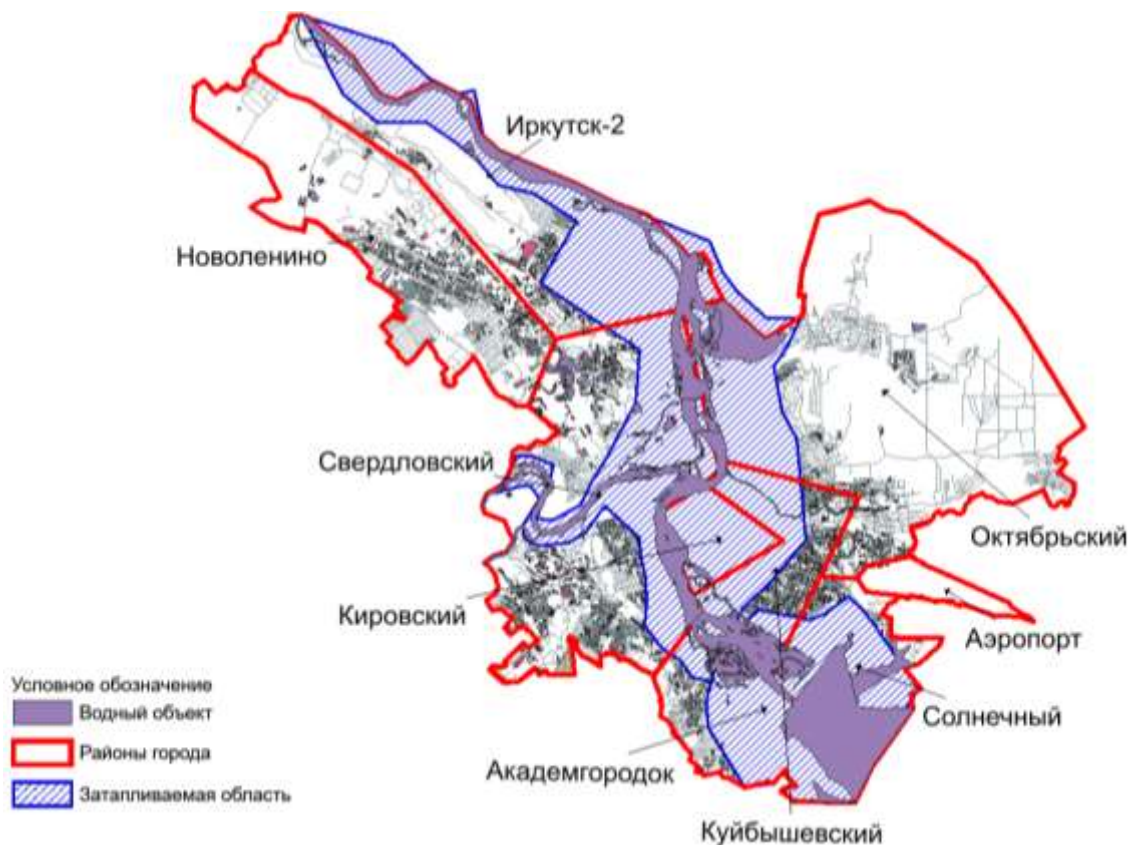 Иркутск-2
Новоленино
Свердловский
Октябрьский
Кировский
Аэропорт
Условное обозначение
Водный объект
Солнечный
Районы города
Академгородок
Затапливаемая область
Куйбышевский